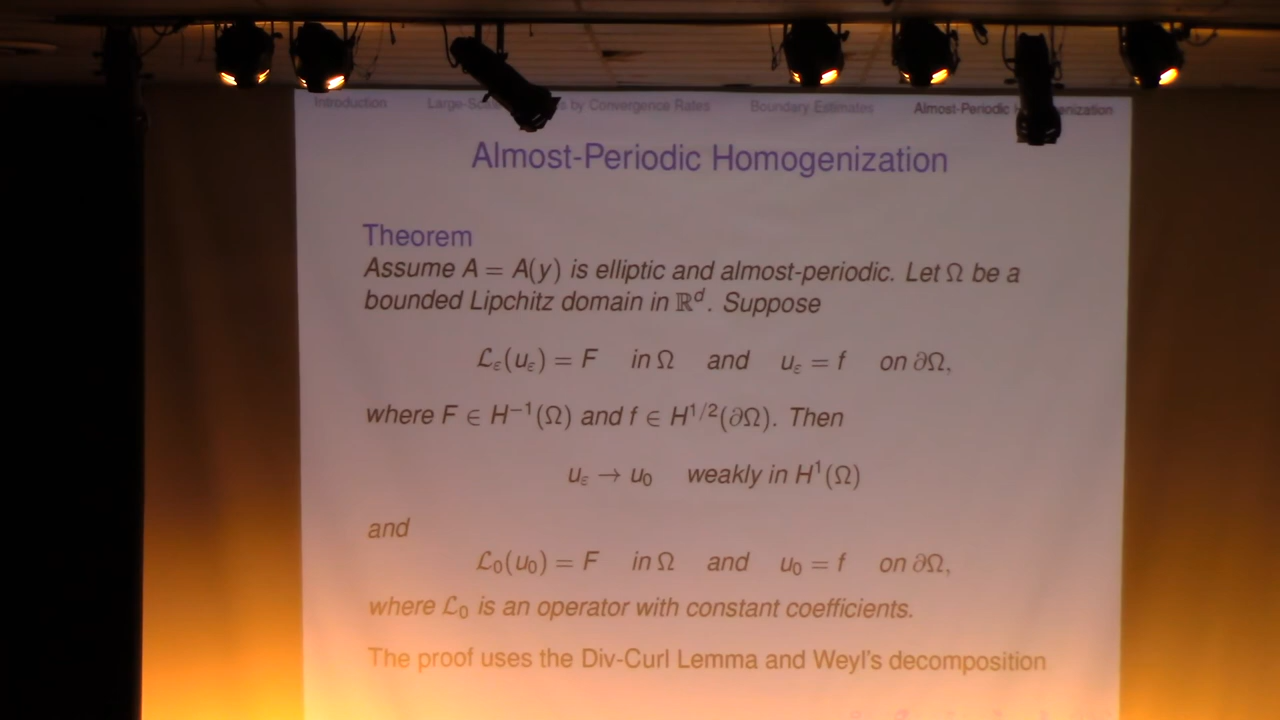 Introduction
by Convergence Rates
Boundary Estimates
Almost-Periodic
Almost-Periodic Homogenization
Theorem
Assume A = A(y) is elliptic and almost-periodic. Let Ω be a
bounded Lipchitz domain in ℝ^d. Suppose
ℒ_ε(u_ε) = F in Ω and u_ε = f on ∂Ω,
where F ∈ H^{-1}(Ω) and f ∈ H^{1/2}(∂Ω). Then
u_ε → u_0 weakly in H^1(Ω)
and
ℒ_0(u_0) = F in Ω and u_0 = f on ∂Ω,
where ℒ_0 is an operator with constant coefficients.
The proof uses the Div-Curl Lemma and Weyl's decomposition